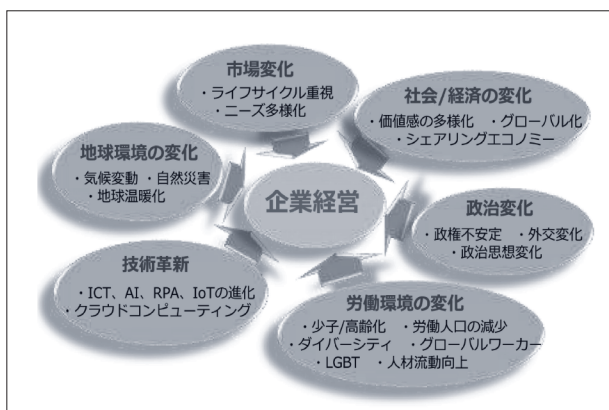 市場変化
・ライフサイクル重視
・ニーズ多様化
社会/経済の変化
・価値感の多様化 ・グローバル化
・シェアリングエコノミー
地球環境の変化
・気候変動 ・自然災害
・地球温暖化
企業経営
政治変化
・政権不安定 ・外交変化
・政治思想変化
技術革新
・ICT、AI、RPA、IoTの進化
・クラウドコンピューティング
労働環境の変化
・少子/高齢化 ・労働人口の減少
・ダイバーシティ ・グローバルワーカー
・LGBT ・人材流動向上